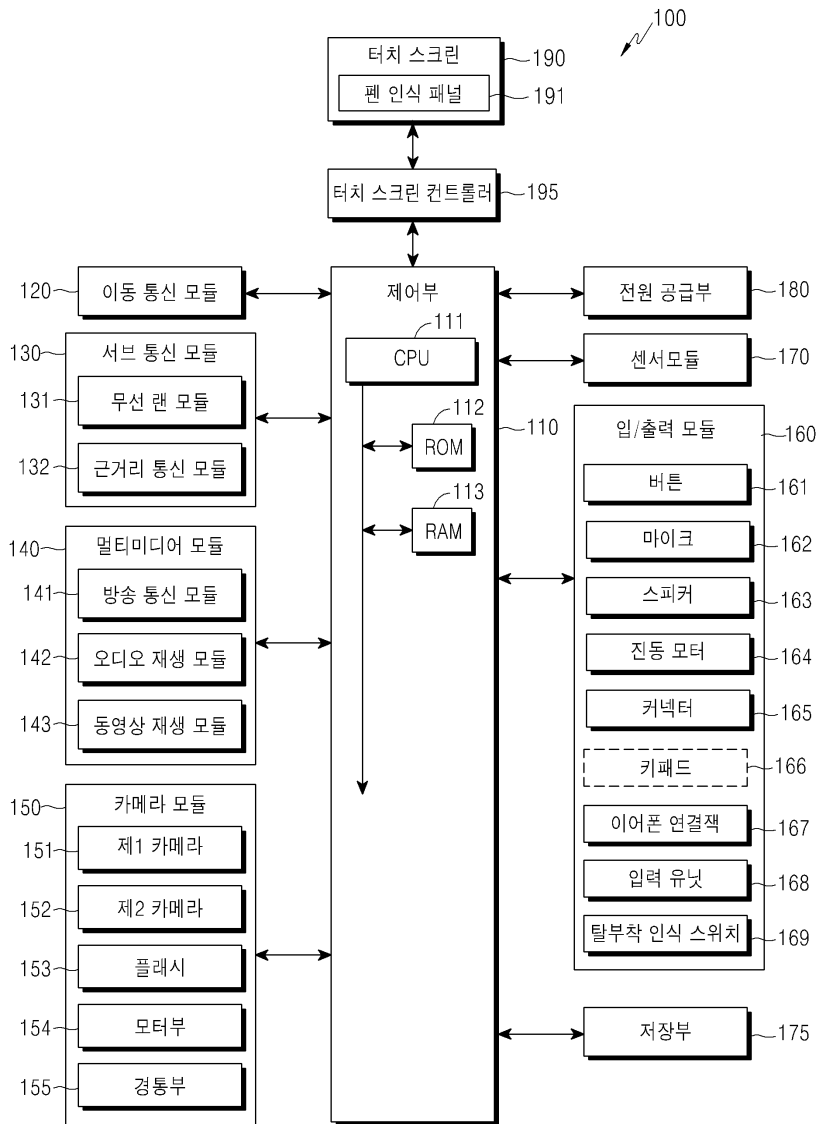 100
터치 스크린
190
펜 인식 패널
191
터치 스크린 컨트롤러
195
120
이동 통신 모듈
130
서브 통신 모듈
131
무선 랜 모듈
132
근거리 통신 모듈
140
멀티미디어 모듈
141
방송 통신 모듈
142
오디오 재생 모듈
143
동영상 재생 모듈
150
카메라 모듈
151
제1 카메라
152
제2 카메라
153
플래시
154
모터부
155
경통부
제어부
111
CPU
112
ROM
113
RAM
110
전원 공급부
180
센서모듈
170
입/출력 모듈
160
버튼
161
마이크
162
스피커
163
진동 모터
164
커넥터
165
키패드
166
이어폰 연결잭
167
입력 유닛
168
탈부착 인식 스위치
169
저장부
175